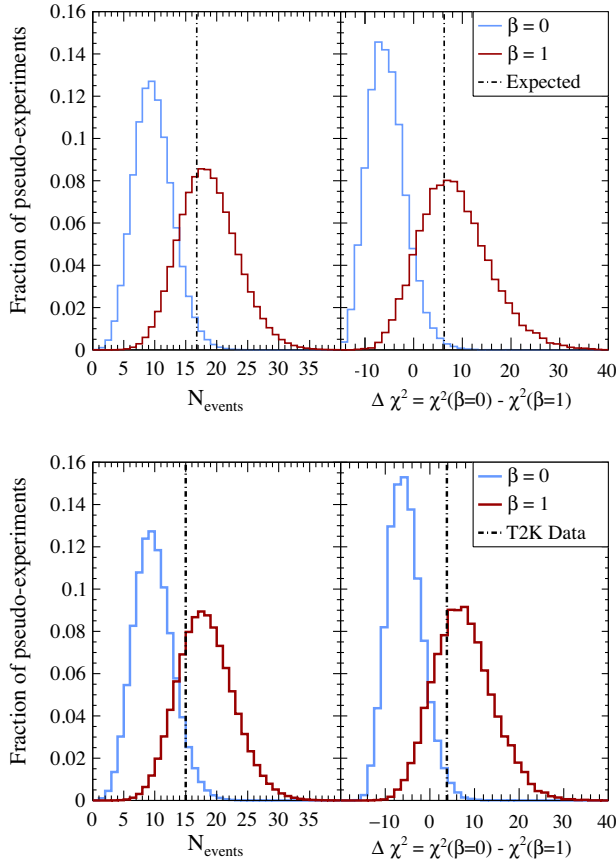 Fraction of pseudo-experiments
0.16
0.14
0.12
0.1
0.08
0.06
0.04
0.02
0
0 5 10 15 20 25 30 35
N_events
β = 0
β = 1
Expected
-10 0 10 20 30 40
Δ χ² = χ²(β=0) - χ²(β=1)
Fraction of pseudo-experiments
0.16
0.14
0.12
0.1
0.08
0.06
0.04
0.02
0
0 5 10 15 20 25 30 35
N_events
β = 0
β = 1
T2K Data
−10 0 10 20 30 40
Δ χ² = χ²(β=0) - χ²(β=1)